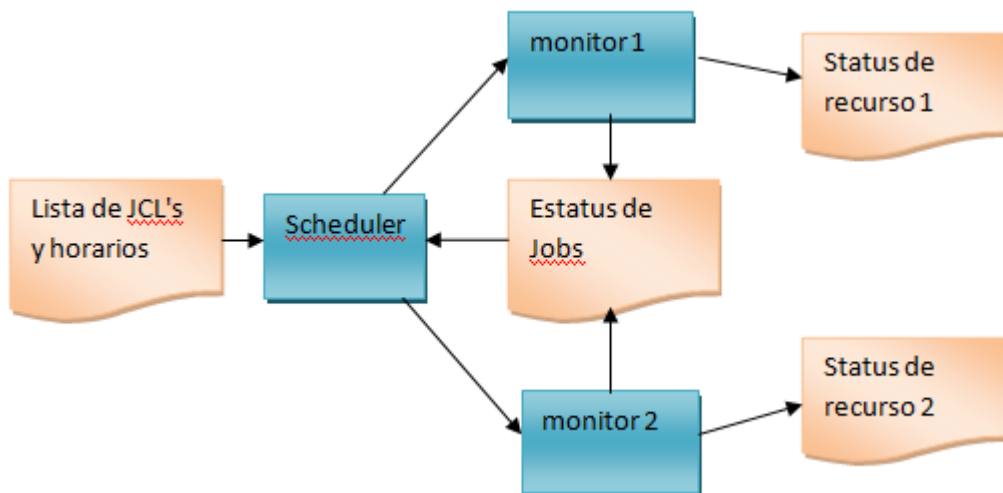 monitor 1
Status de
recurso 1
Lista de JCL's
y horarios
Scheduler
Estatus de
Jobs
monitor 2
Status de
recurso 2